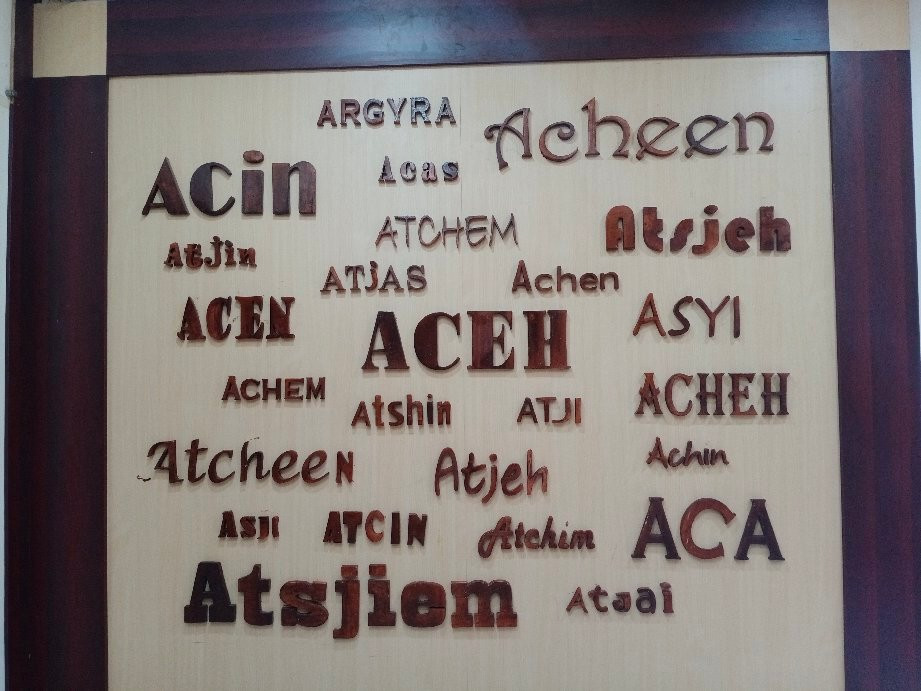 ARGYRA
Acheen
Acin
Acas
ATCHEM
Atsjeh
Atjin
ATjAS
Achen
ACEN
ACEH
ASYI
ACHEM
Atshin
ATJI
ACHEH
AtcheeN
Atjeh
Achin
Asji
ATCIN
Atchim
ACA
Atsjiem
Ataai